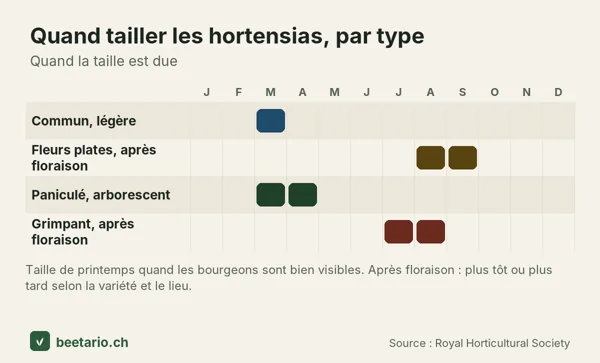 Quand tailler les hortensias, par type
Quand la taille est due
J F M A M J J A S O N D
Commun, légère
Fleurs plates, après
floraison
Paniculé, arborescent
Grimpant, après
floraison
Taille de printemps quand les bourgeons sont bien visibles. Après floraison : plus tôt ou plus
tard selon la variété et le lieu.
beetario.ch
Source : Royal Horticultural Society